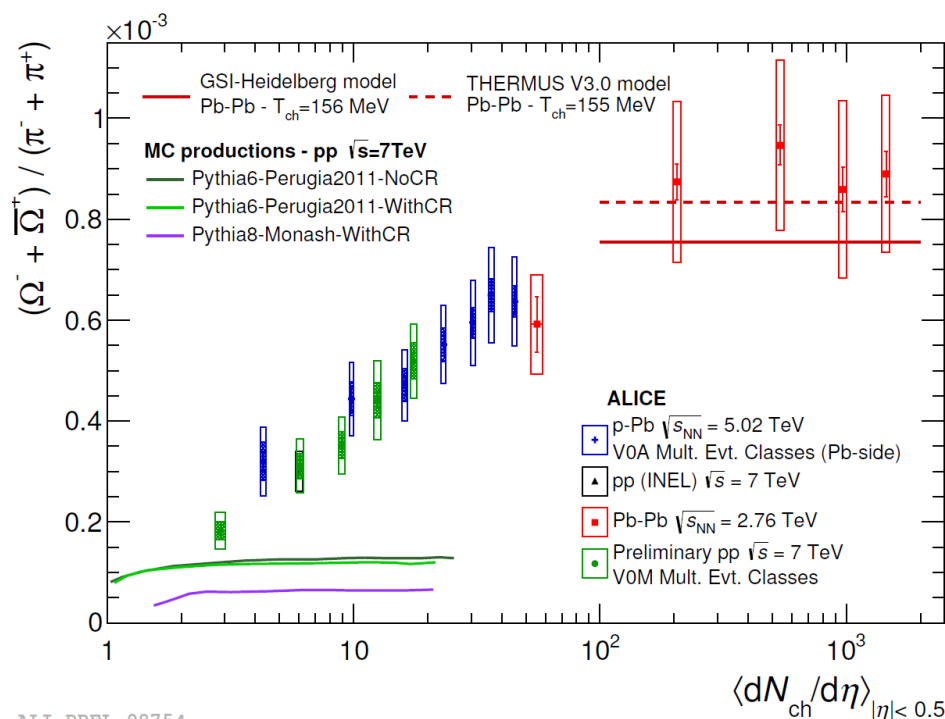 ×10⁻³
(Ω⁻ + Ω̅⁺) / (π⁻ + π⁺)
1
0.8
0.6
0.4
0.2
0
GSI-Heidelberg model
Pb-Pb - T_ch=156 MeV
THERMUS V3.0 model
Pb-Pb - T_ch=155 MeV
MC productions - pp √s=7TeV
Pythia6-Perugia2011-NoCR
Pythia6-Perugia2011-WithCR
Pythia8-Monash-WithCR
ALICE
p-Pb √s_NN = 5.02 TeV
V0A Mult. Evt. Classes (Pb-side)
pp (INEL) √s = 7 TeV
Pb-Pb √s_NN = 2.76 TeV
Preliminary pp √s = 7 TeV
V0M Mult. Evt. Classes
1
10
10²
10³
⟨dN_ch/dη⟩_|η|< 0.5